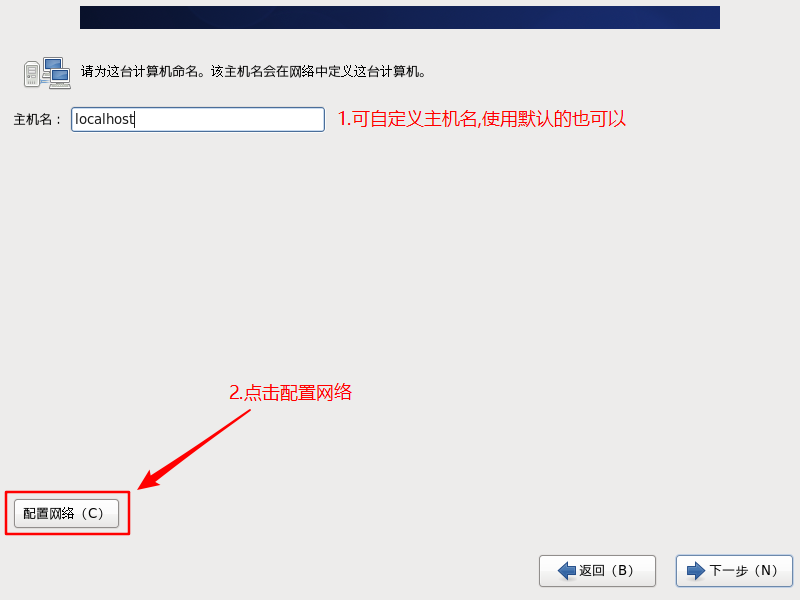 请为这台计算机命名。该主机名会在网络中定义这台计算机。
主机名： localhost 1.可自定义主机名,使用默认的也可以
2.点击配置网络
配置网络（C）
返回（B） 下一步（N）